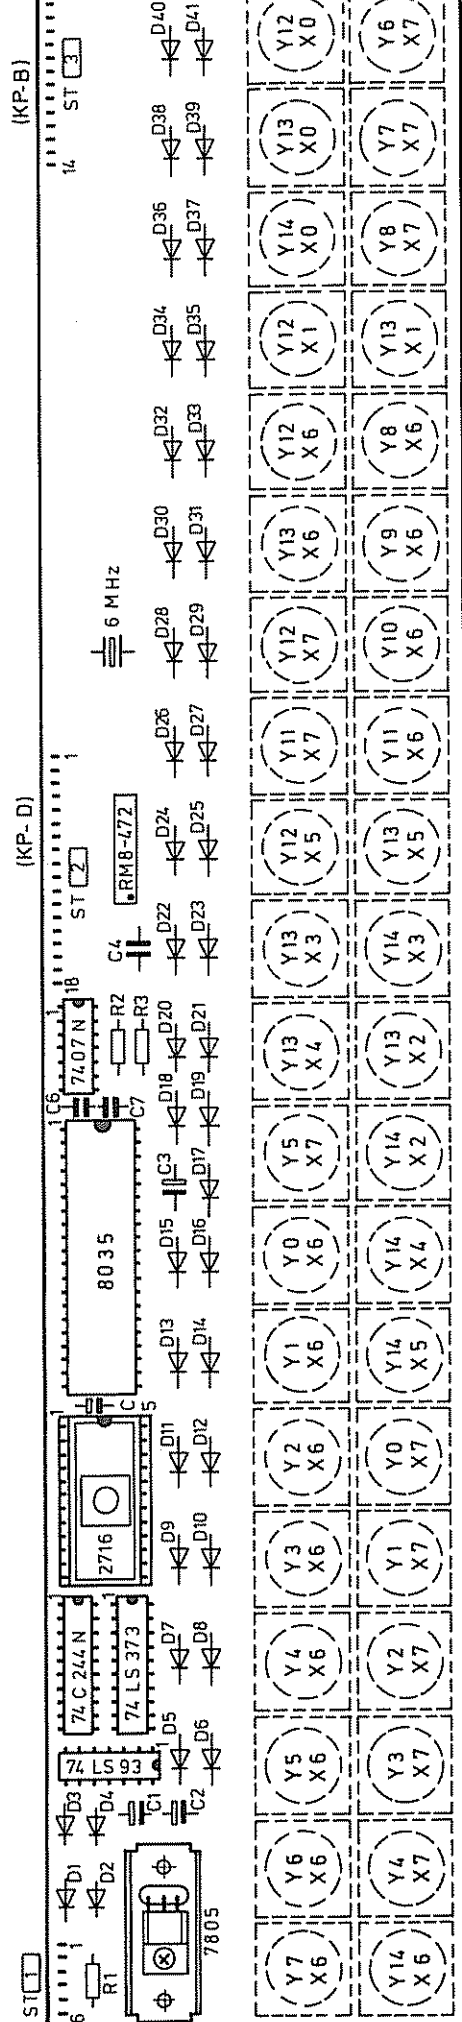 (KP-D) (KP-B)
ST 1
ST 2
ST 3
6 1
18 1
14
D1 D3
D2 D4
R1
7805
C1
C2
74 LS 93
1
74 C 244 N
1
74 LS 373
1
2716
1
C 5
8035
1
C6
C7
7407 N
1
R2
R3
C3
C4
RM8-472
6 MHz
D5 D7 D9 D11 D13 D15 D18 D20 D22 D24 D26 D28 D30 D32 D34 D36 D38 D40
D6 D8 D10 D12 D14 D16 D17 D19 D21 D23 D25 D27 D29 D31 D33 D35 D37 D39 D41
Y7 Y6 Y5 Y4 Y3 Y2 Y1 Y0 Y5 Y13 Y13 Y12 Y11 Y12 Y13 Y12 Y12 Y14 Y13 Y12
X6 X6 X6 X6 X6 X6 X6 X6 X7 X4 X3 X5 X7 X7 X6 X6 X1 X0 X0 X0
Y14 Y4 Y3 Y2 Y1 Y0 Y14 Y14 Y14 Y13 Y14 Y13 Y11 Y10 Y9 Y8 Y13 Y8 Y7 Y6
X6 X7 X7 X7 X7 X7 X5 X4 X2 X2 X3 X5 X6 X6 X6 X6 X1 X7 X7 X7